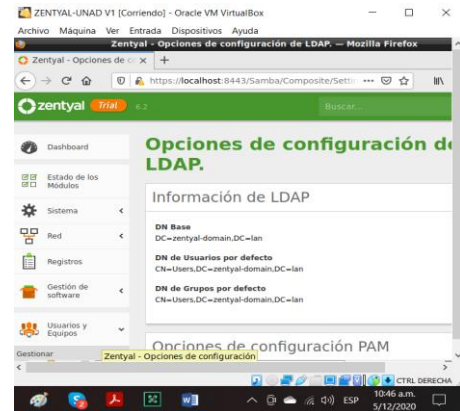 ZENTYAL-UNAD V1 [Corriendo] - Oracle VM VirtualBox
Archivo Máquina Ver Entrada Dispositivos Ayuda
Zentyal - Opciones de configuración de LDAP. — Mozilla Firefox
Zentyal - Opciones de co
https://localhost:8443/Samba/Composite/Settin
zentyal Trial 6.2 Buscar...
Dashboard
Opciones de configuración de
LDAP.
Estado de los
Módulos
Información de LDAP
Sistema
DN Base
DC=zentyal-domain,DC=lan
Red
DN de Usuarios por defecto
CN=Users,DC=zentyal-domain,DC=lan
Registros
DN de Grupos por defecto
CN=Users,DC=zentyal-domain,DC=lan
Gestión de
software
Usuarios y
Equipos
Opciones de configuración PAM
Gestionar
Zentyal - Opciones de configuración
CTRL DERECHA
ESP
10:46 a.m.
5/12/2020